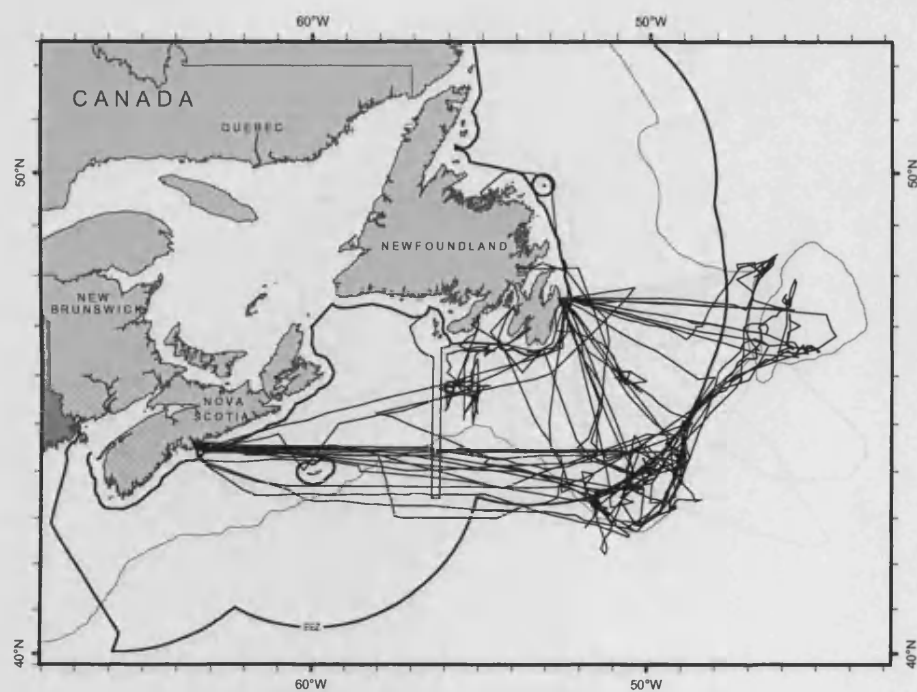 60°W 50°W
50°N 50°N
CANADA
QUEBEC
NEWFOUNDLAND
NEW
BRUNSWICK
NOVA
SCOTIA
EEZ
40°N 40°N
60°W 50°W